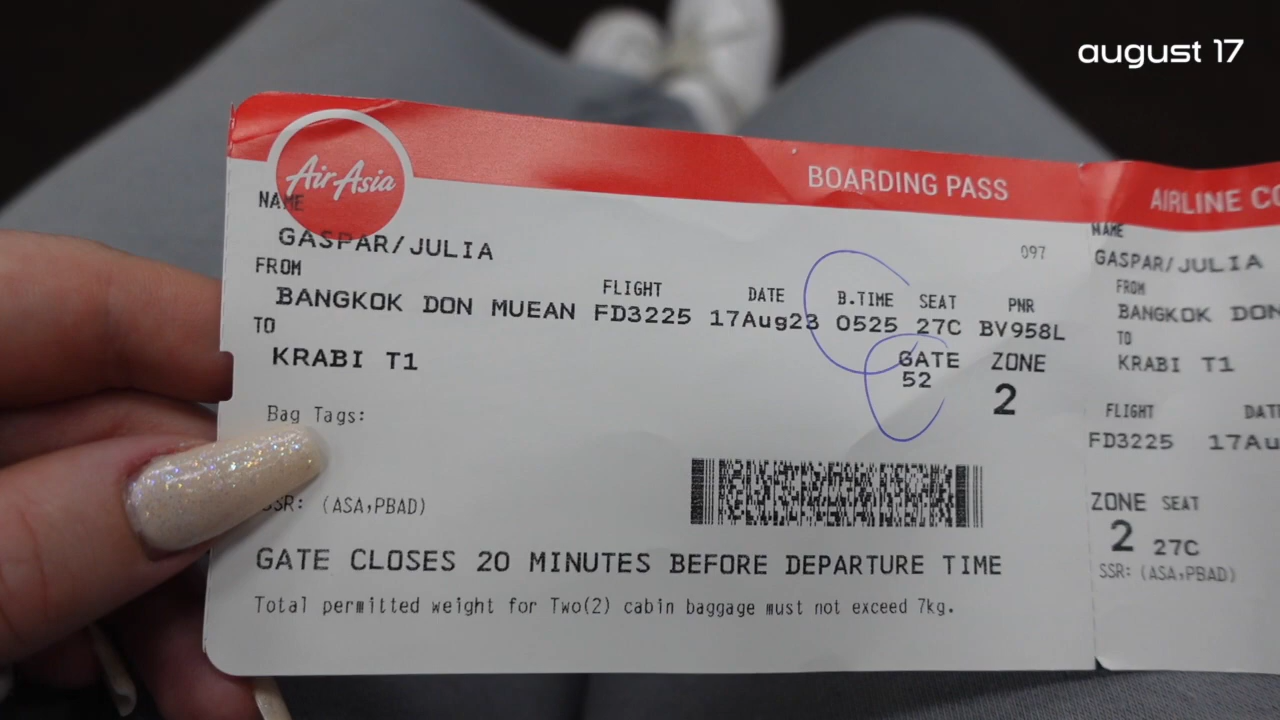 august 17
AirAsia
BOARDING PASS
NAME
GASPAR/JULIA
097
FROM
FLIGHT DATE B.TIME SEAT PNR
BANGKOK DON MUEAN FD3225 17Aug23 0525 27C BV958L
TO
GATE ZONE
KRABI T1
52 2
Bag Tags:
SSR: (ASA,PBAD)
GATE CLOSES 20 MINUTES BEFORE DEPARTURE TIME
Total permitted weight for Two(2) cabin baggage must not exceed 7kg.
AIRLINE
NAME
GASPAR/JULIA
FROM
BANGKOK DON
TO
KRABI T1
FLIGHT
FD3225
ZONE SEAT
2 27C
SSR: (ASA,PBAD)